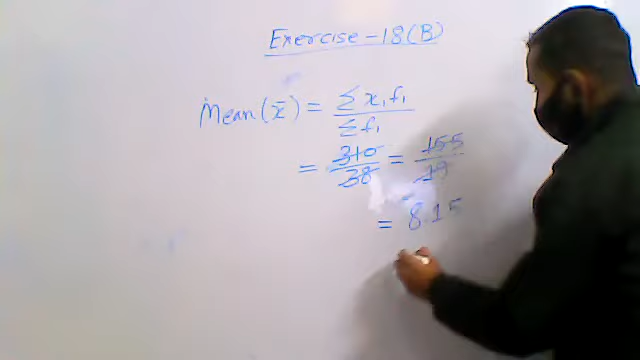 Exercise-18(B)
Mean(x̄) = Σx₁f₁ / Σf₁
= 310/38 = 155/19
= 8.15